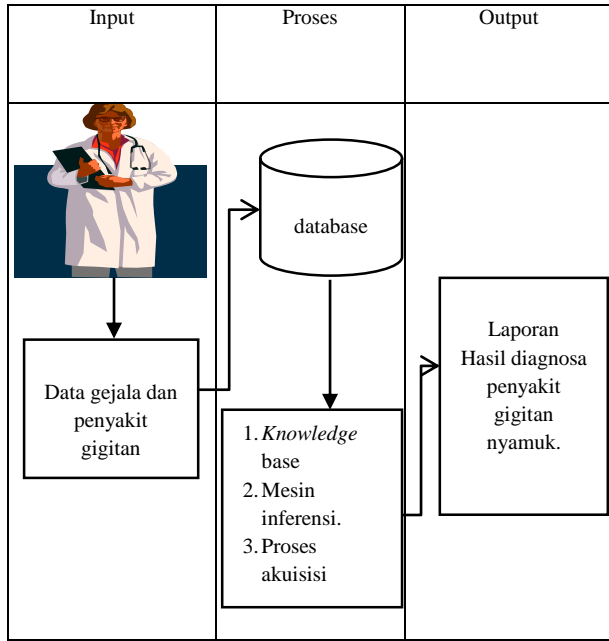 Input
Proses
Output
Data gejala dan
penyakit
gigitan
database
1. Knowledge
base
2. Mesin
inferensi.
3. Proses
akuisisi
Laporan
Hasil diagnosa
penyakit
gigitan
nyamuk.